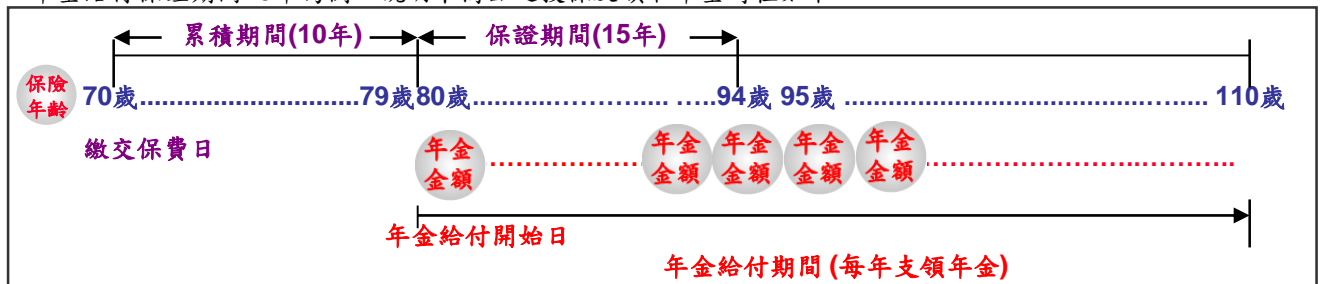 累積期間(10年) 保證期間(15年)
保險
年齡
70歲..............................79歲 80歲.......................... .....94歲 95歲 .......................................... 110歲
繳交保費日
年金
金額
年金
金額
年金
金額
年金
金額
年金
金額
年金給付開始日
年金給付期間 (每年支領年金)